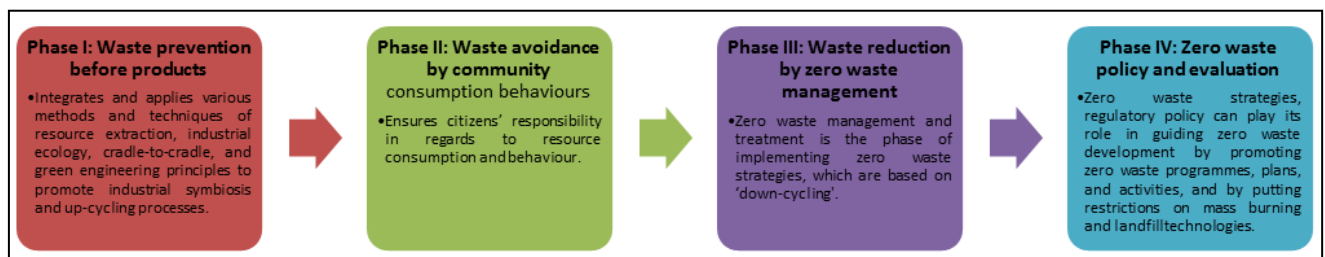 Phase I: Waste prevention
before products
•Integrates and applies various
methods and techniques of
resource extraction, industrial
ecology, cradle-to-cradle, and
green engineering principles to
promote industrial symbiosis
and up-cycling processes.
Phase II: Waste avoidance
by community
consumption behaviours
•Ensures citizens’ responsibility
in regards to resource
consumption and behaviour.
Phase III: Waste reduction
by zero waste
management
•Zero waste management and
treatment is the phase of
implementing zero waste
strategies, which are based on
‘down-cycling'.
Phase IV: Zero waste
policy and evaluation
•Zero waste strategies,
regulatory policy can play its
role in guiding zero waste
development by promoting
zero waste programmes, plans,
and activities, and by putting
restrictions on mass burning
and landfilltechnologies.